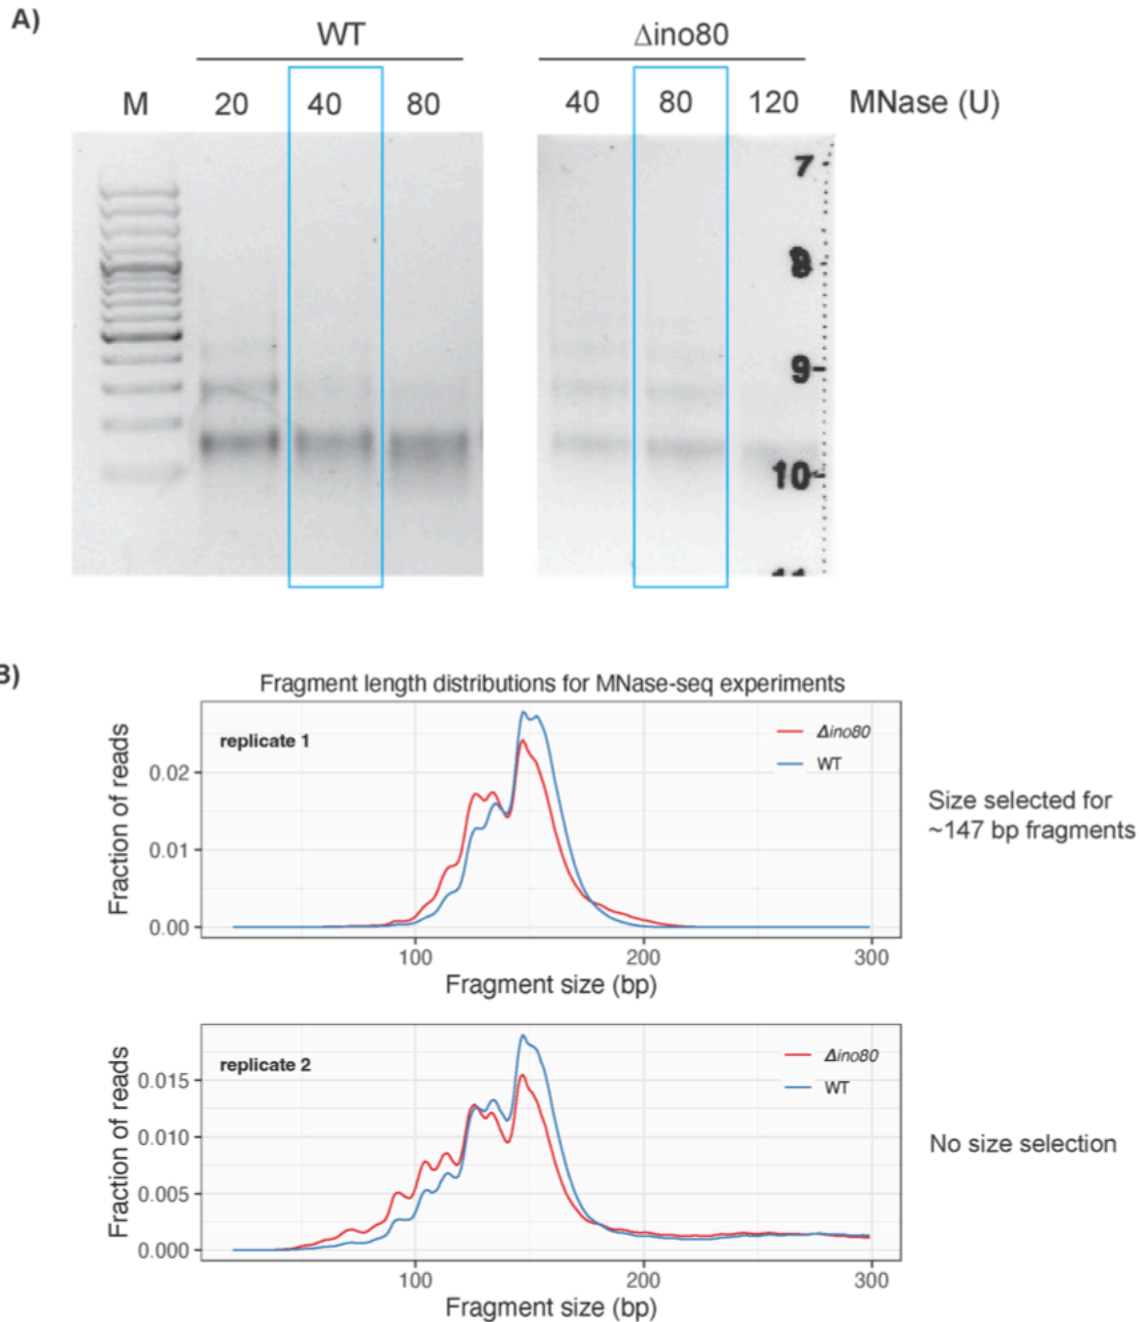 A)
WT
Δino80
M
20
40
80
40
80
120
MNase (U)
7
8
9
10
11
B)
Fragment length distributions for MNase-seq experiments
replicate 1
Δino80
WT
Fraction of reads
0.02
0.01
0.00
100
200
300
Fragment size (bp)
Size selected for
~147 bp fragments
replicate 2
Δino80
WT
Fraction of reads
0.015
0.010
0.005
0.000
100
200
300
Fragment size (bp)
No size selection